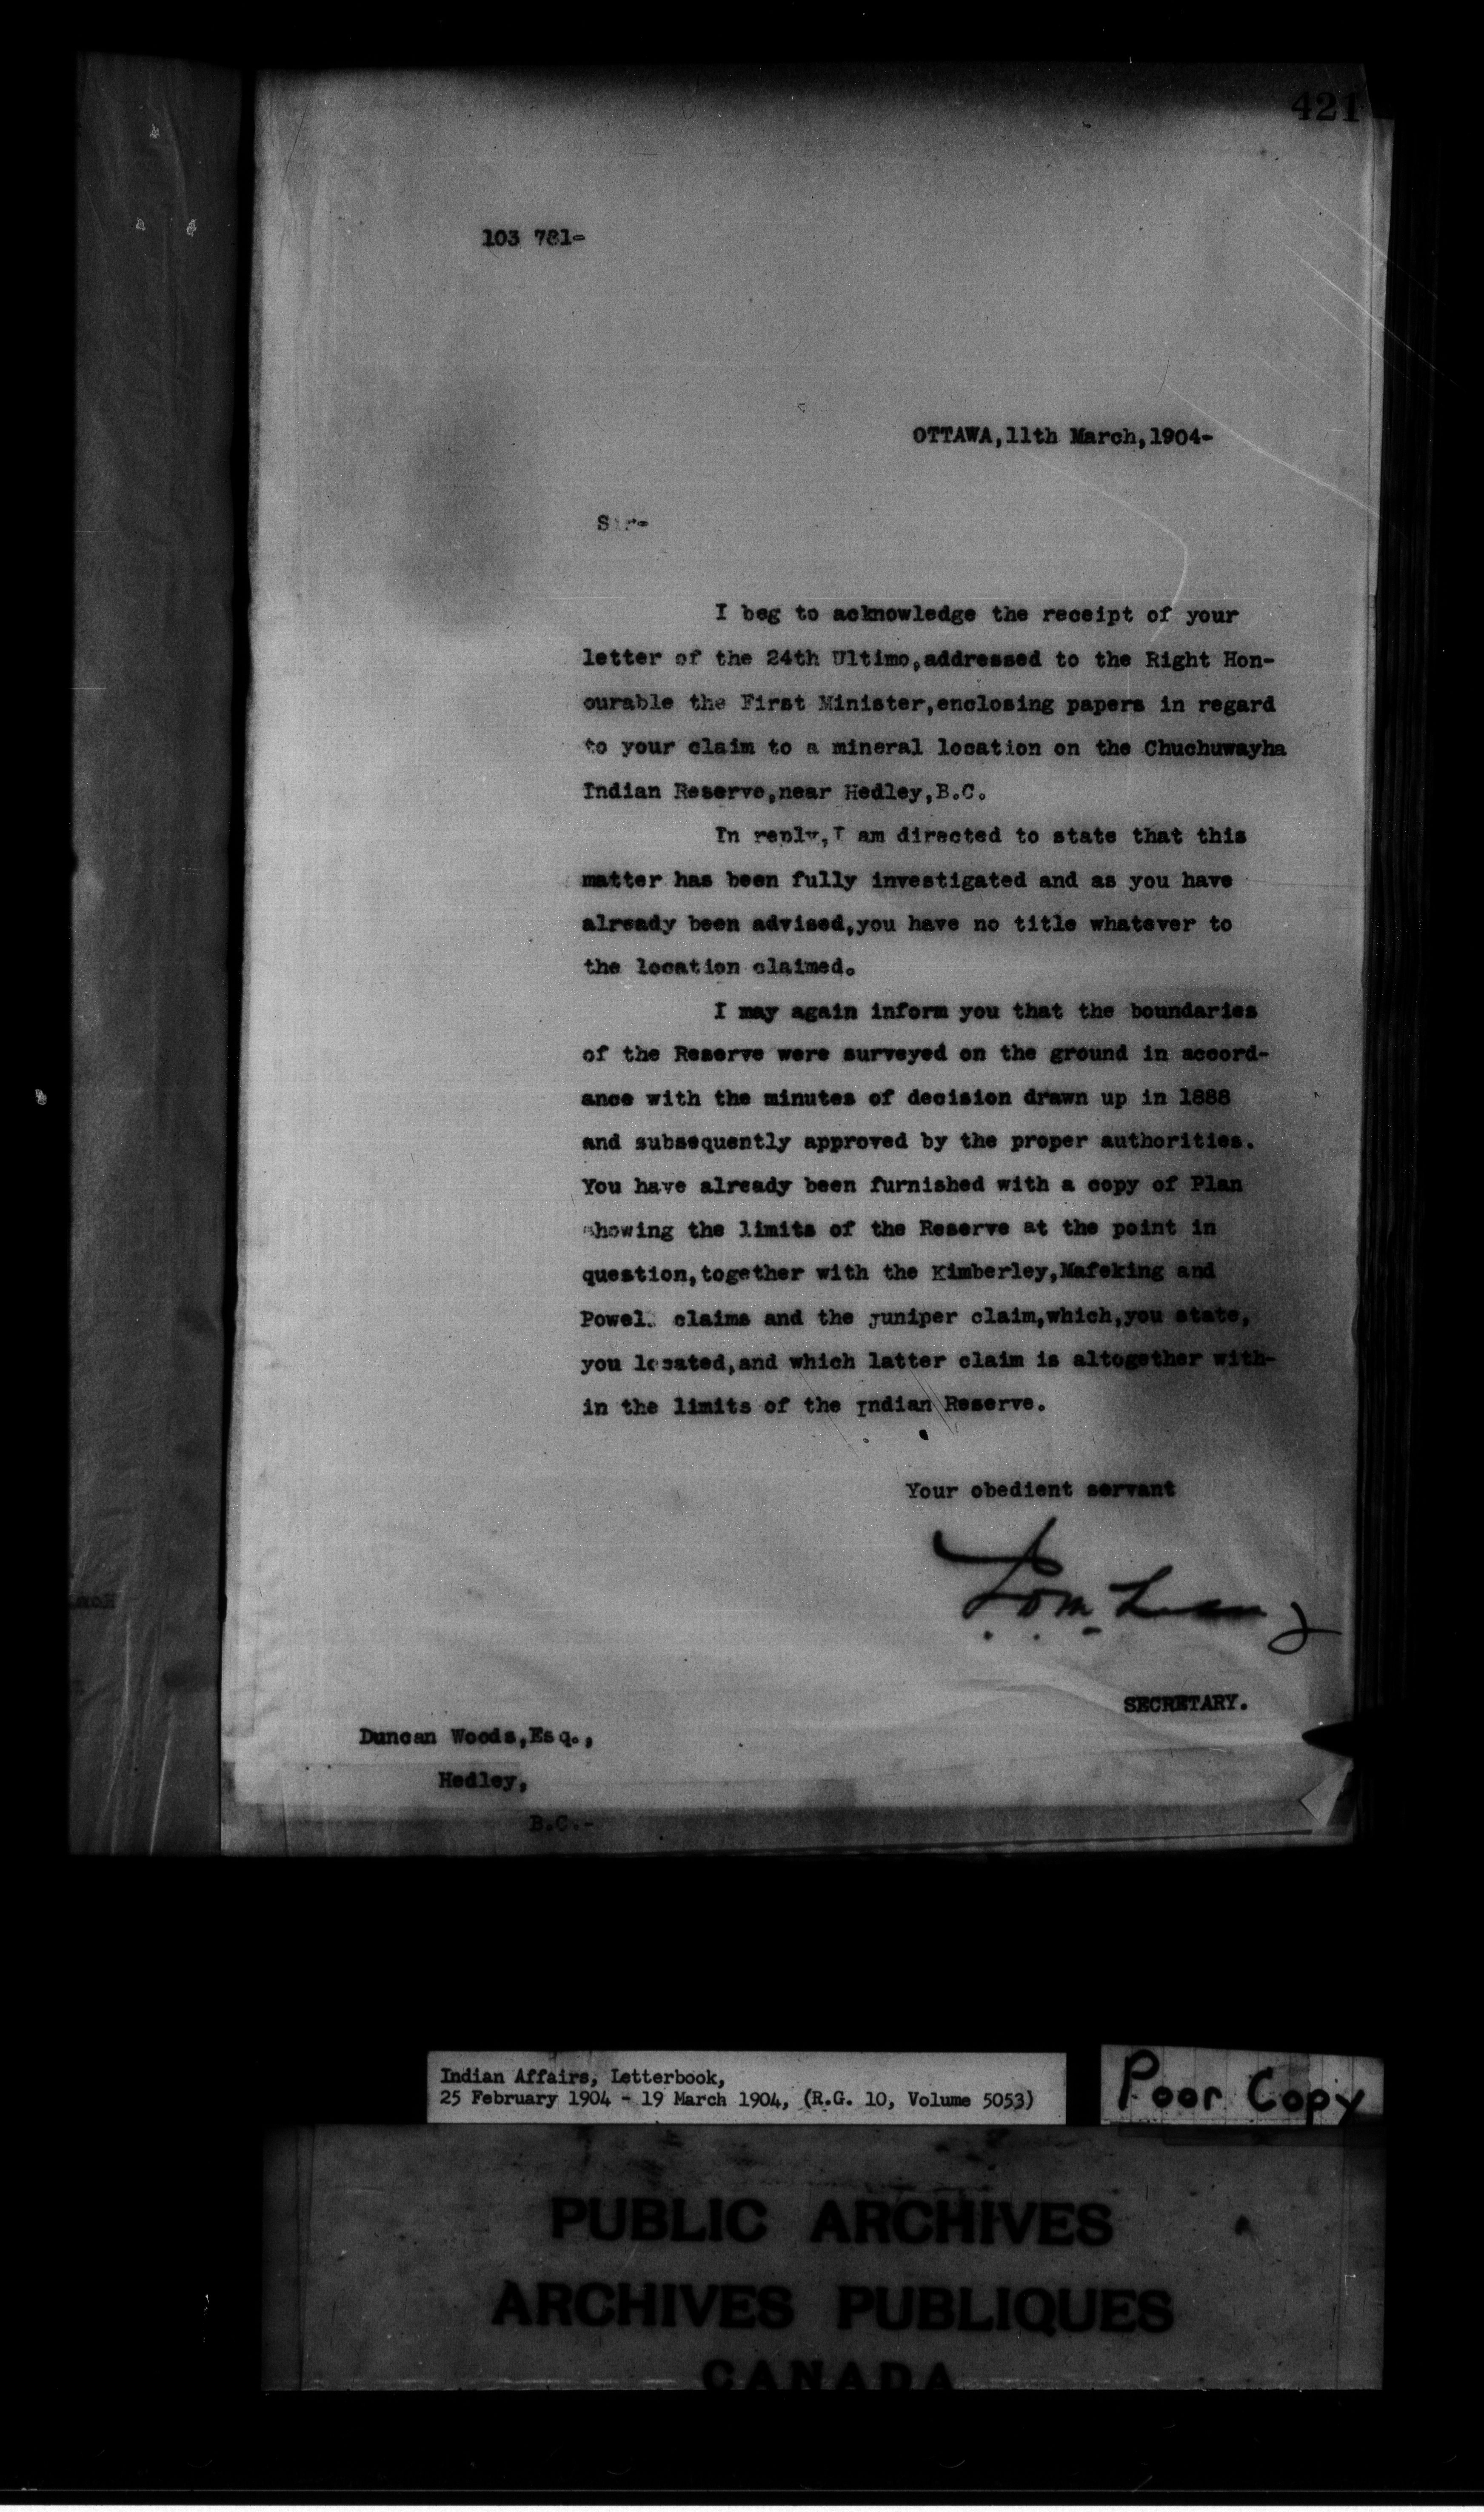 421
103 781-
OTTAWA,11th March,1904-
Sir-
I beg to acknowledge the receipt of your
letter of the 24th Ultimo,addressed to the Right Hon-
ourable the First Minister,enclosing papers in regard
to your claim to a mineral location on the Chuchuwayha
Indian Reserve,near Hedley,B.C.
In reply,I am directed to state that this
matter has been fully investigated and as you have
already been advised,you have no title whatever to
the location claimed.
I may again inform you that the boundaries
of the Reserve were surveyed on the ground in accord-
ance with the minutes of decision drawn up in 1888
and subsequently approved by the proper authorities.
You have already been furnished with a copy of Plan
showing the limits of the Reserve at the point in
question,together with the Kimberley,Mafeking and
Powell claims and the Juniper claim,which,you state,
you located,and which latter claim is altogether with-
in the limits of the Indian Reserve.
Your obedient servant
SECRETARY.
Duncan Woods,Esq.,
Hedley,
B.C.-
Indian Affairs, Letterbook,
25 February 1904 - 19 March 1904, (R.G. 10, Volume 5053)
Poor Copy
PUBLIC ARCHIVES
ARCHIVES PUBLIQUES
CANADA